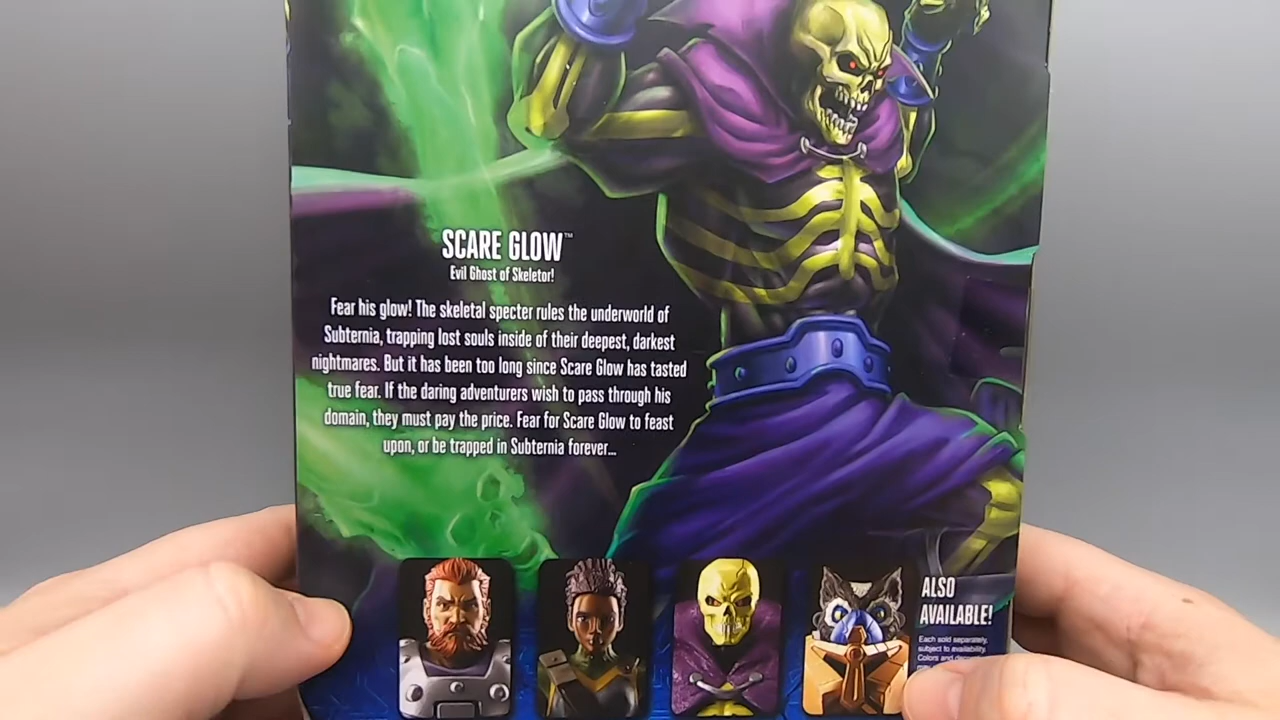 SCARE GLOW™
Evil Ghost of Skeletor!
Fear his glow! The skeletal specter rules the underworld of
Subternia, trapping lost souls inside of their deepest, darkest
nightmares. But it has been too long since Scare Glow has tasted
true fear. If the daring adventurers wish to pass through his
domain, they must pay the price. Fear for Scare Glow to feast
upon, or be trapped in Subternia forever...
ALSO
AVAILABLE!
Each sold separately,
subject to availability.
Colors and